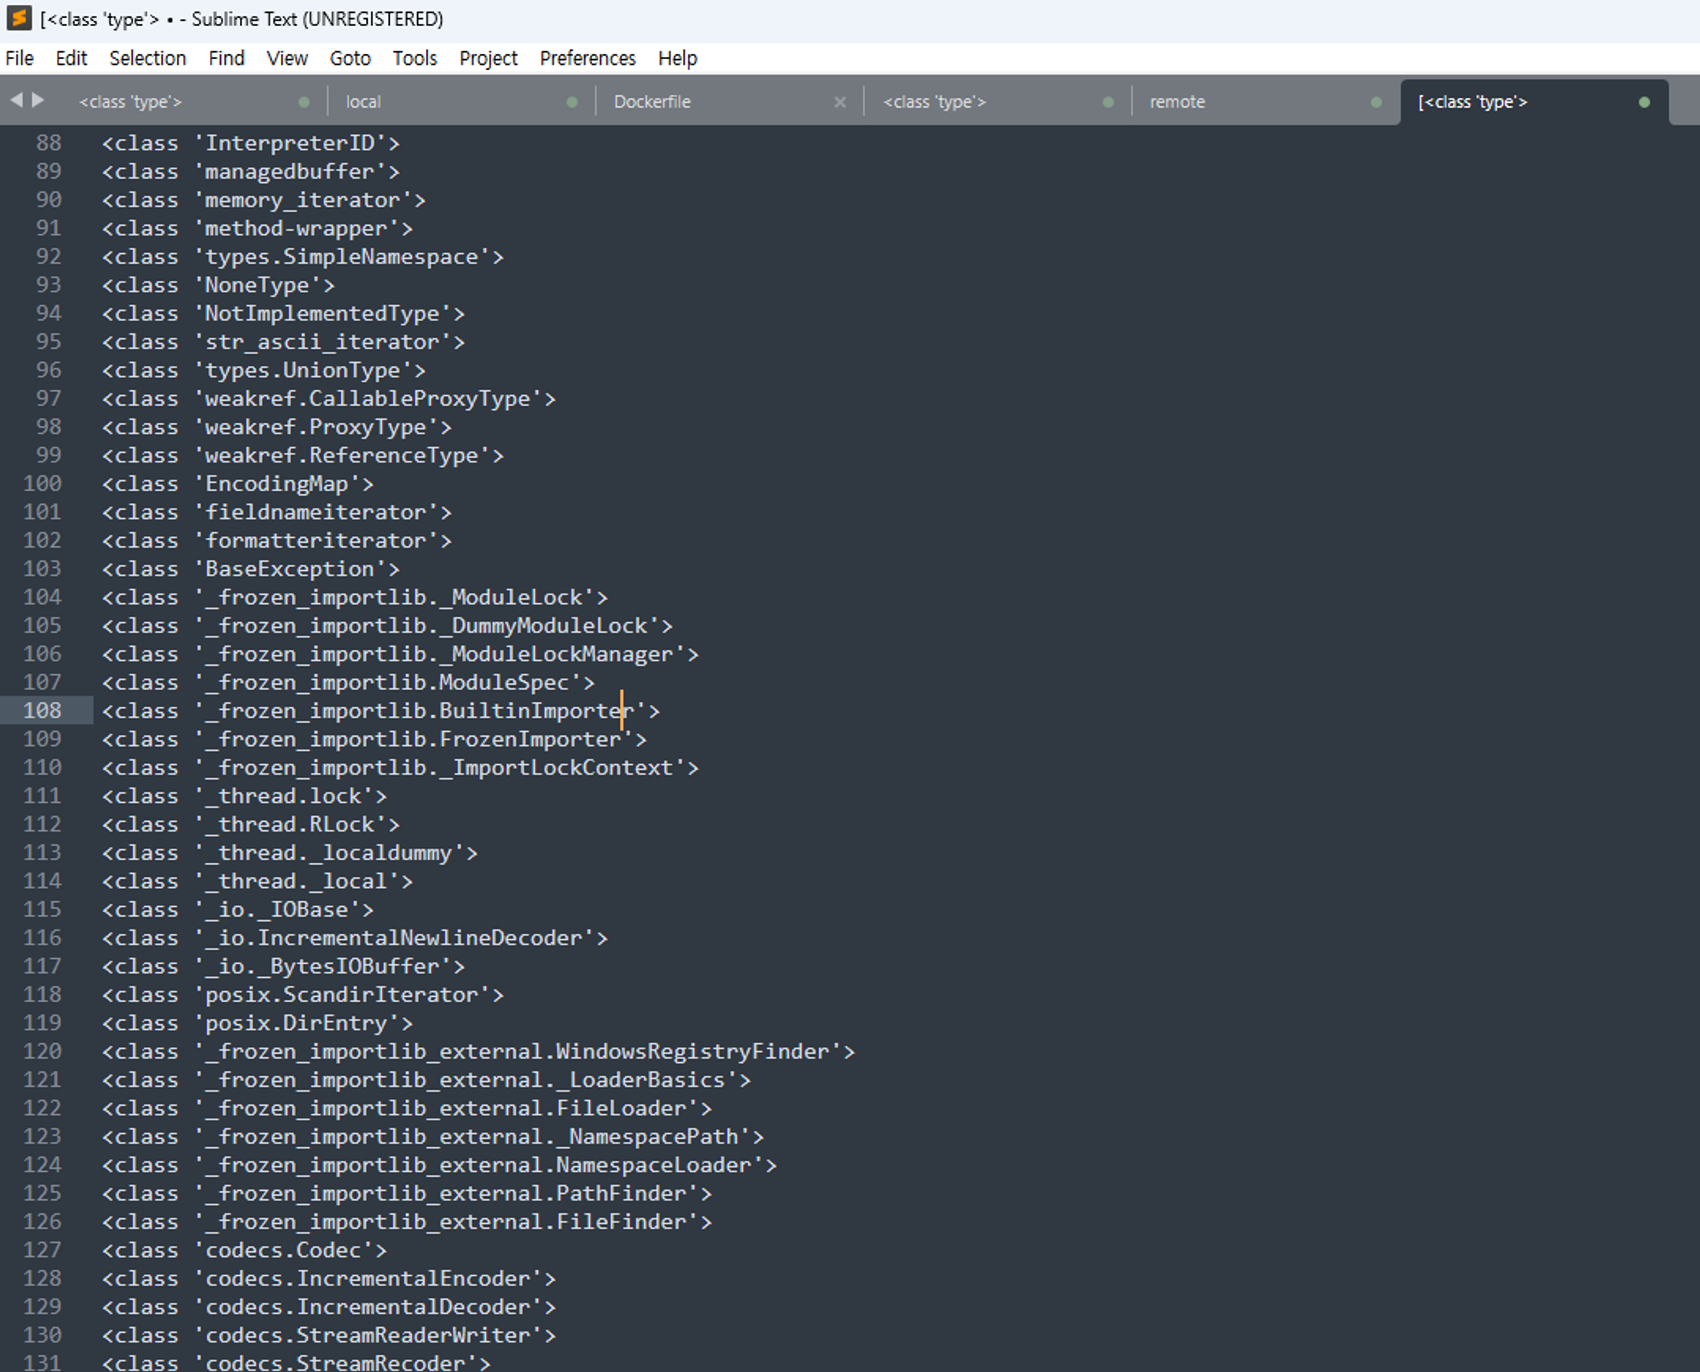 [<class 'type'> • - Sublime Text (UNREGISTERED)
File Edit Selection Find View Goto Tools Project Preferences Help
<class 'type'> local Dockerfile <class 'type'> remote [<class 'type'>
88 <class 'InterpreterID'>
89 <class 'managedbuffer'>
90 <class 'memory_iterator'>
91 <class 'method-wrapper'>
92 <class 'types.SimpleNamespace'>
93 <class 'NoneType'>
94 <class 'NotImplementedType'>
95 <class 'str_ascii_iterator'>
96 <class 'types.UnionType'>
97 <class 'weakref.CallableProxyType'>
98 <class 'weakref.ProxyType'>
99 <class 'weakref.ReferenceType'>
100 <class 'EncodingMap'>
101 <class 'fieldnameiterator'>
102 <class 'formatteriterator'>
103 <class 'BaseException'>
104 <class '_frozen_importlib._ModuleLock'>
105 <class '_frozen_importlib._DummyModuleLock'>
106 <class '_frozen_importlib._ModuleLockManager'>
107 <class '_frozen_importlib.ModuleSpec'>
108 <class '_frozen_importlib.BuiltinImporter'>
109 <class '_frozen_importlib.FrozenImporter'>
110 <class '_frozen_importlib._ImportLockContext'>
111 <class '_thread.lock'>
112 <class '_thread.RLock'>
113 <class '_thread._localdummy'>
114 <class '_thread._local'>
115 <class '_io._IOBase'>
116 <class '_io.IncrementalNewlineDecoder'>
117 <class '_io._BytesIOBuffer'>
118 <class 'posix.ScandirIterator'>
119 <class 'posix.DirEntry'>
120 <class '_frozen_importlib_external.WindowsRegistryFinder'>
121 <class '_frozen_importlib_external._LoaderBasics'>
122 <class '_frozen_importlib_external.FileLoader'>
123 <class '_frozen_importlib_external._NamespacePath'>
124 <class '_frozen_importlib_external.NamespaceLoader'>
125 <class '_frozen_importlib_external.PathFinder'>
126 <class '_frozen_importlib_external.FileFinder'>
127 <class 'codecs.Codec'>
128 <class 'codecs.IncrementalEncoder'>
129 <class 'codecs.IncrementalDecoder'>
130 <class 'codecs.StreamReaderWriter'>
131 <class 'codecs.StreamRecoder'>